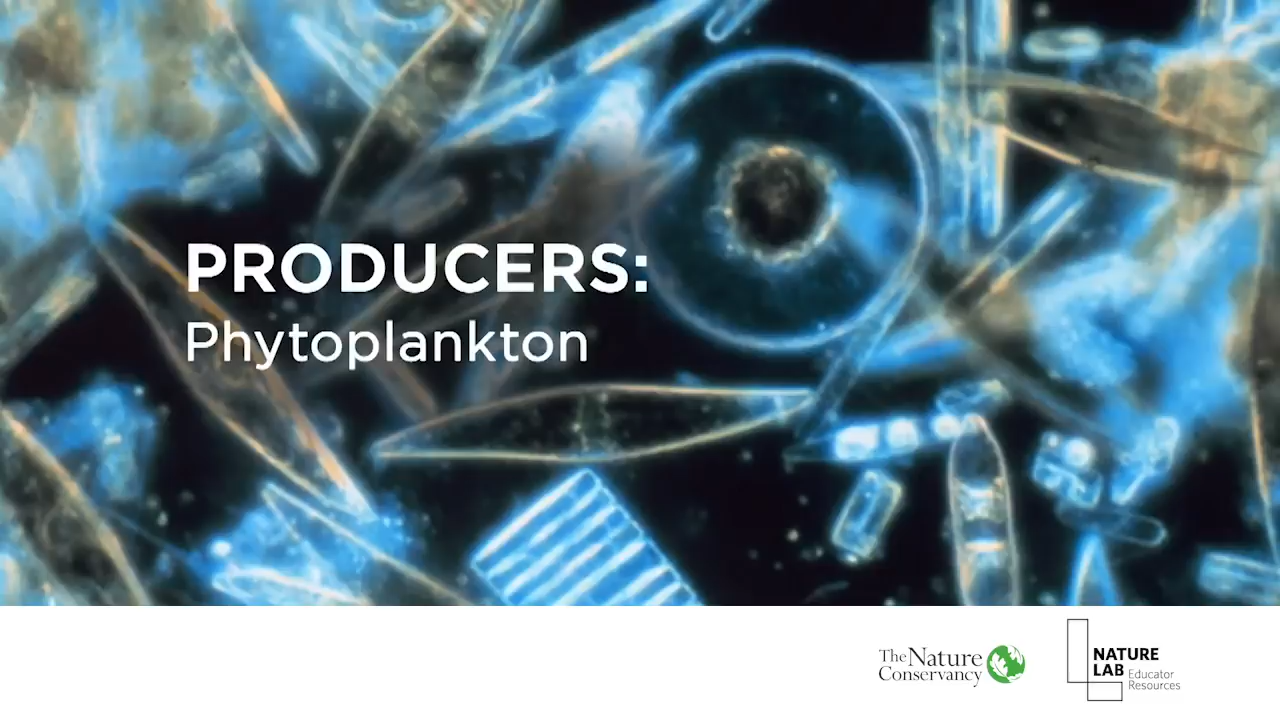 PRODUCERS:
Phytoplankton
The Nature
Conservancy
NATURE
LAB Educator
Resources